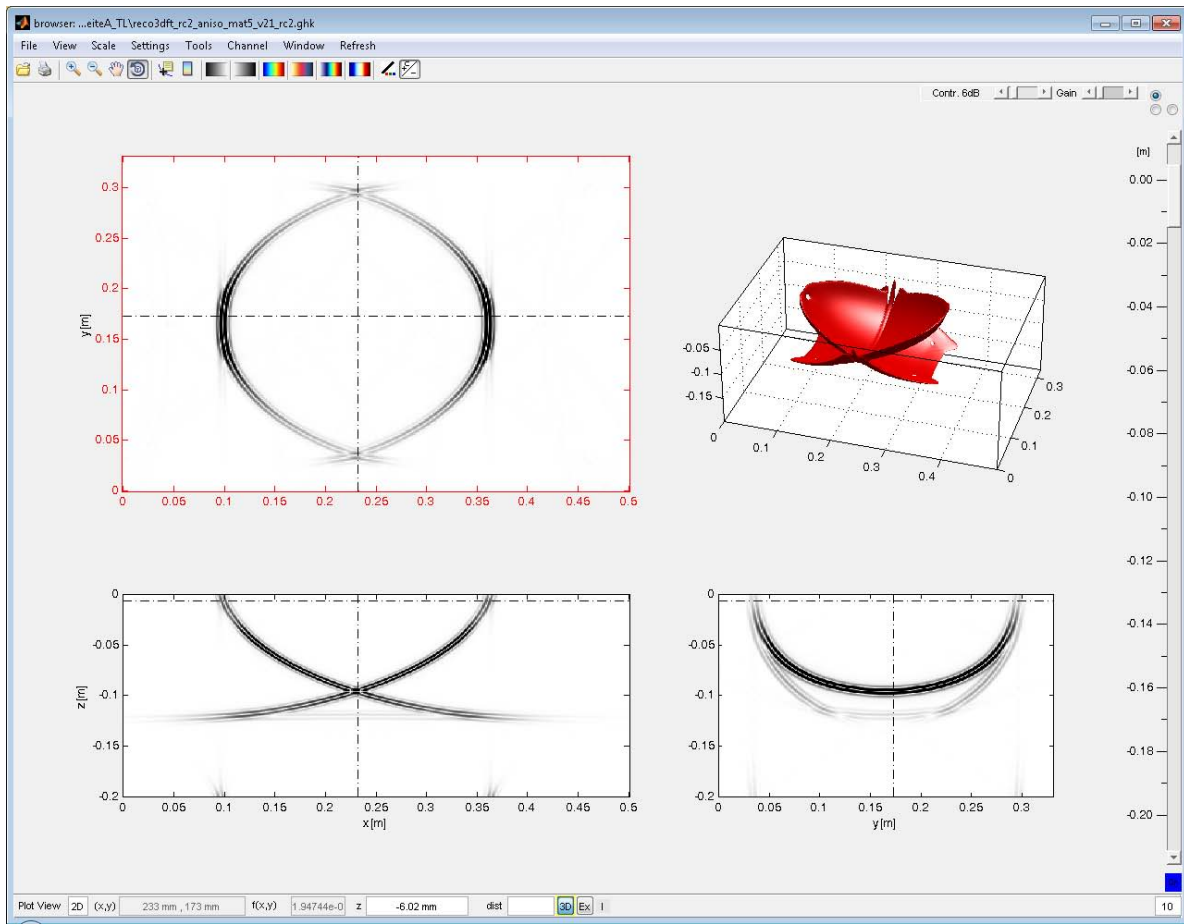 browser: ...eiteA_TL\reco3dft_rc2_aniso_mat5_v21_rc2.ghk
File View Scale Settings Tools Channel Window Refresh
Contr. 6dB Gain
[m]
0.00
-0.02
-0.04
-0.06
-0.08
-0.10
-0.12
-0.14
-0.16
-0.18
-0.20
y[m]
0.3
0.25
0.2
0.15
0.1
0.05
0
0 0.05 0.1 0.15 0.2 0.25 0.3 0.35 0.4 0.45 0.5
-0.05
-0.1
-0.15
0 0.1 0.2 0.3 0.4
0.3
0.2
0.1
0
z[m]
0
-0.05
-0.1
-0.15
-0.2
0 0.05 0.1 0.15 0.2 0.25 0.3 0.35 0.4 0.45 0.5
x[m]
0
-0.05
-0.1
-0.15
-0.2
0 0.05 0.1 0.15 0.2 0.25 0.3
y[m]
Plot View 2D (x,y) 233 mm , 173 mm f(x,y) 1.94744e-0 z -6.02 mm dist 3D Ex I 10